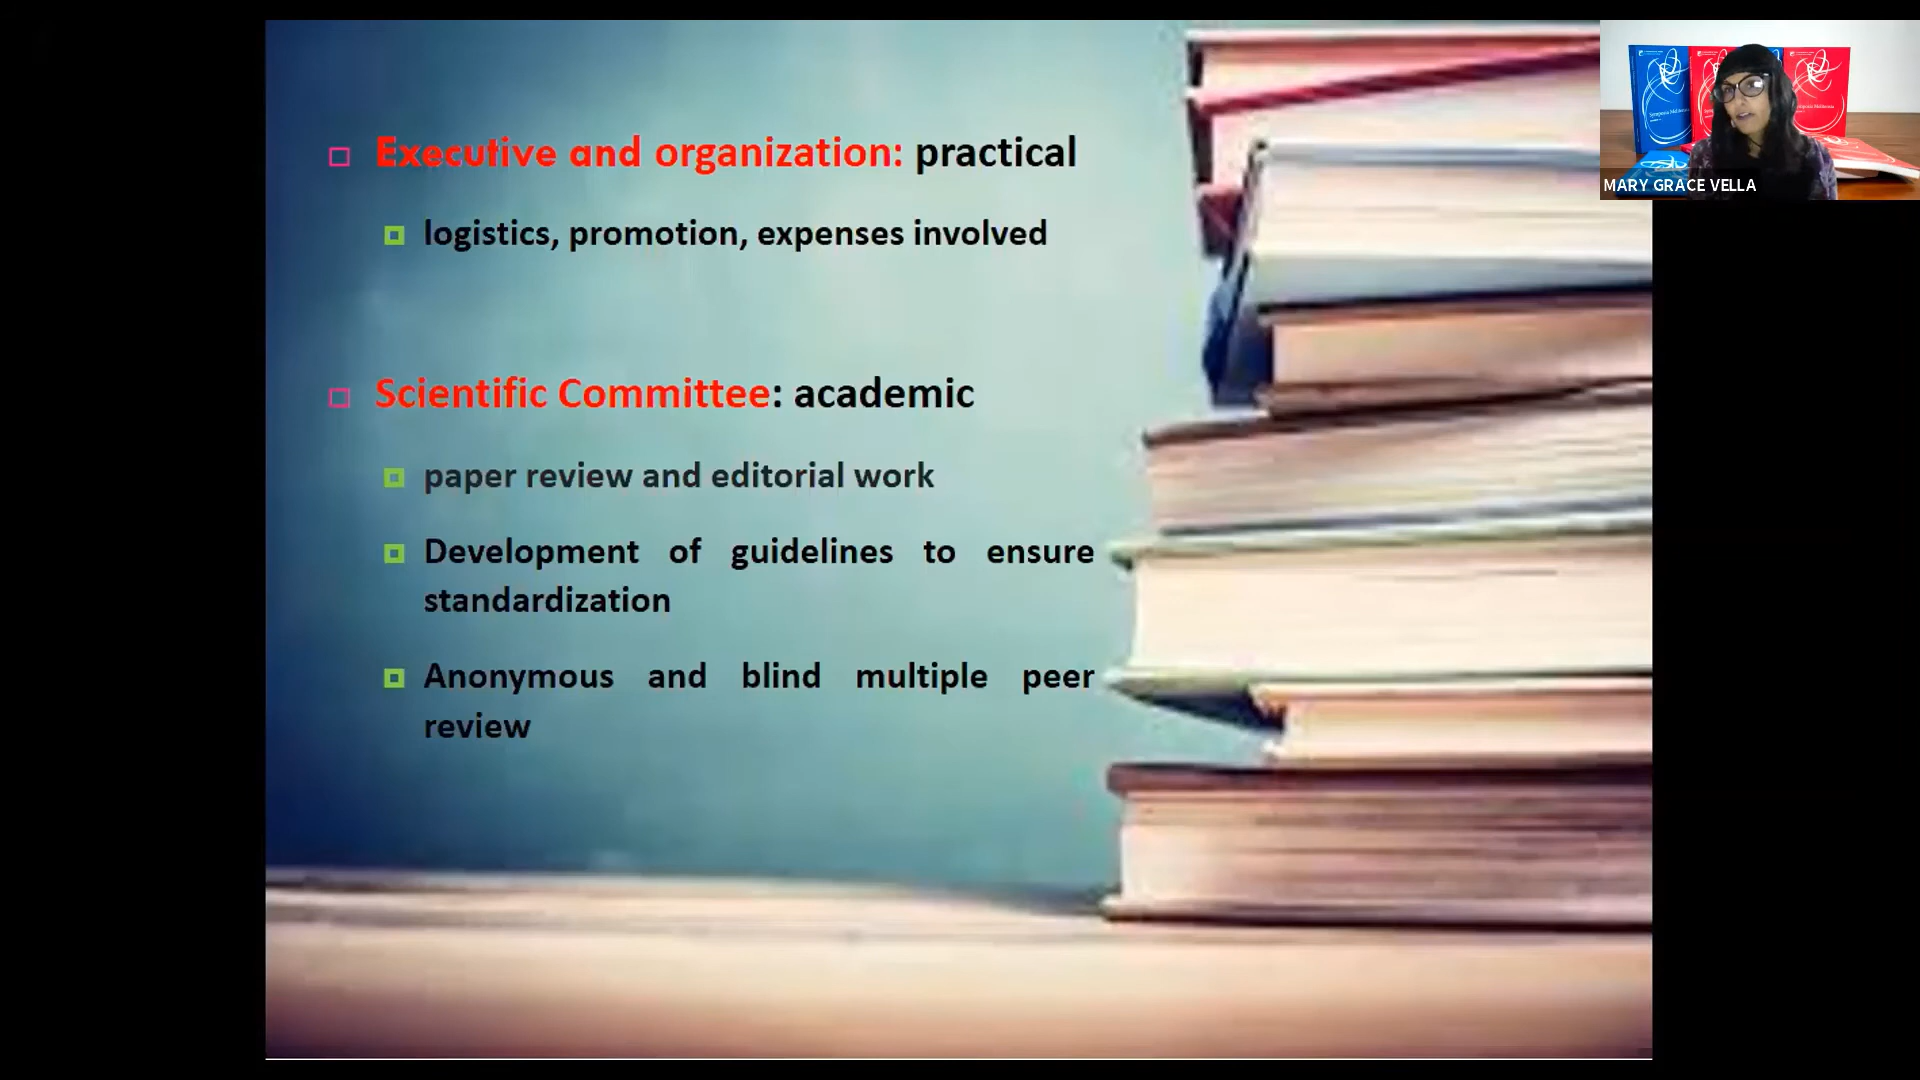 Executive and organization: practical
logistics, promotion, expenses involved
Scientific Committee: academic
paper review and editorial work
Development of guidelines to ensure
standardization
Anonymous and blind multiple peer
review
MARY GRACE VELLA